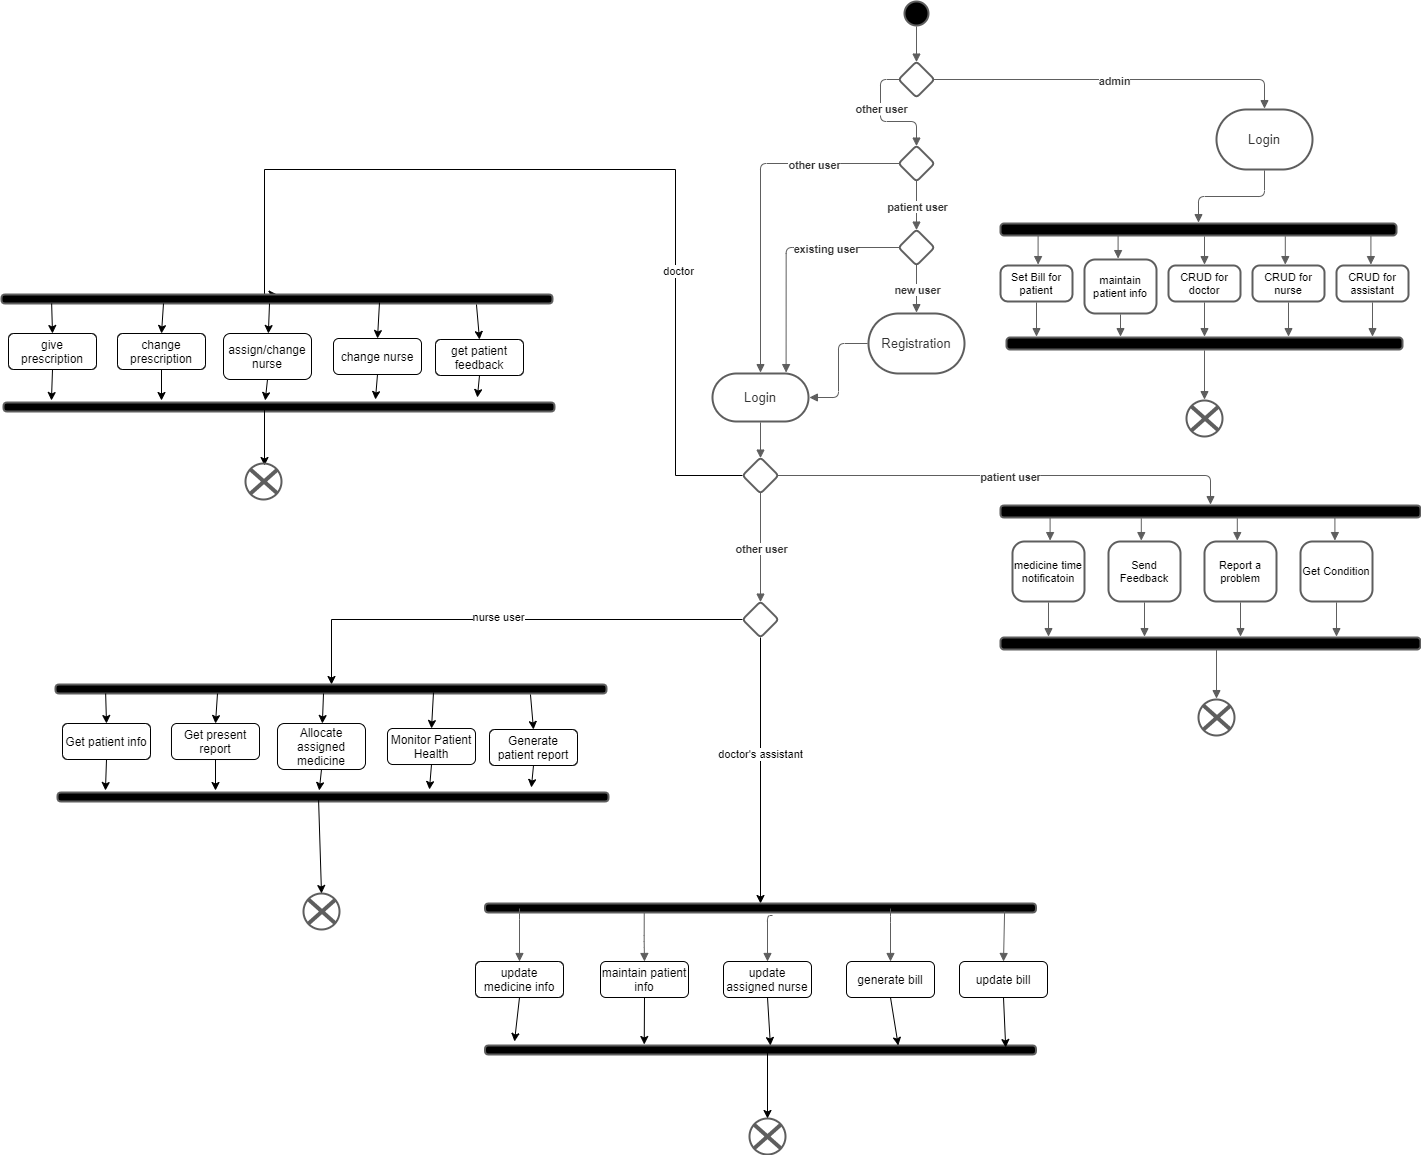 admin
other user
Login
other user
patient user
existing user
new user
Registration
Login
doctor
Set Bill for
patient
maintain
patient info
CRUD for
doctor
CRUD for
nurse
CRUD for
assistant
give
prescription
change
prescription
assign/change
nurse
change nurse
get patient
feedback
patient user
medicine time
notificatoin
Send
Feedback
Report a
problem
Get Condition
other user
nurse user
Get patient info
Get present
report
Allocate
assigned
medicine
Monitor Patient
Health
Generate
patient report
doctor's assistant
update
medicine info
maintain patient
info
update
assigned nurse
generate bill
update bill